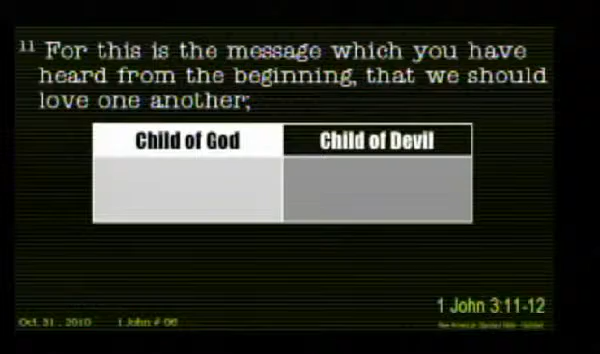 11 For this is the message which you have
heard from the beginning, that we should
love one another;
Child of God Child of Devil
1 John 3:11-12
Oct. 31, 2010 1 John # 06